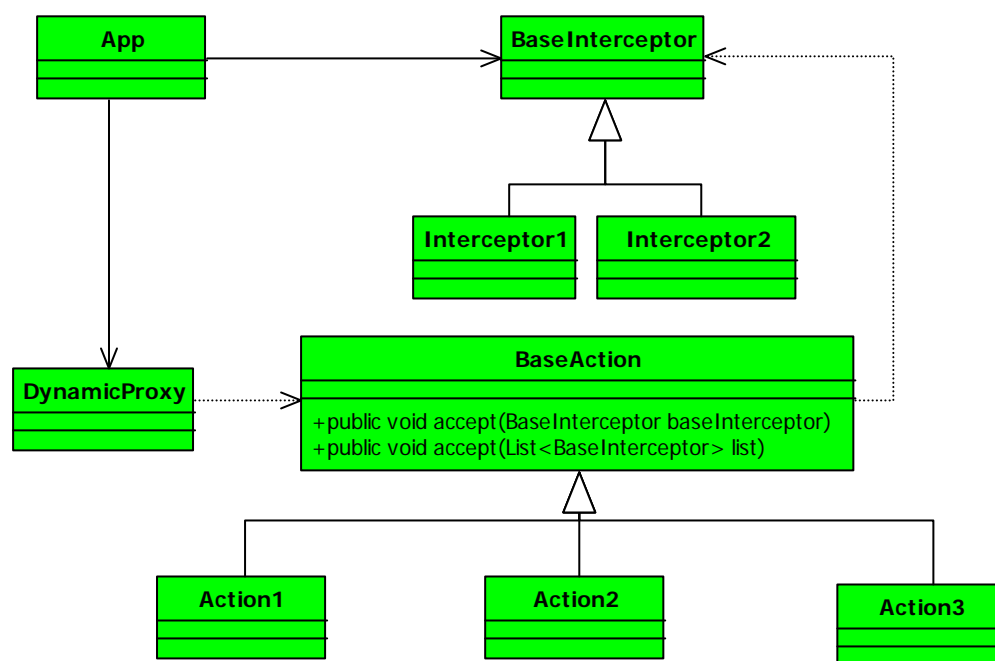 App
BaseInterceptor
Interceptor1
Interceptor2
BaseAction
DynamicProxy
+public void accept(BaseInterceptor baseInterceptor)
+public void accept(List<BaseInterceptor> list)
Action1
Action2
Action3